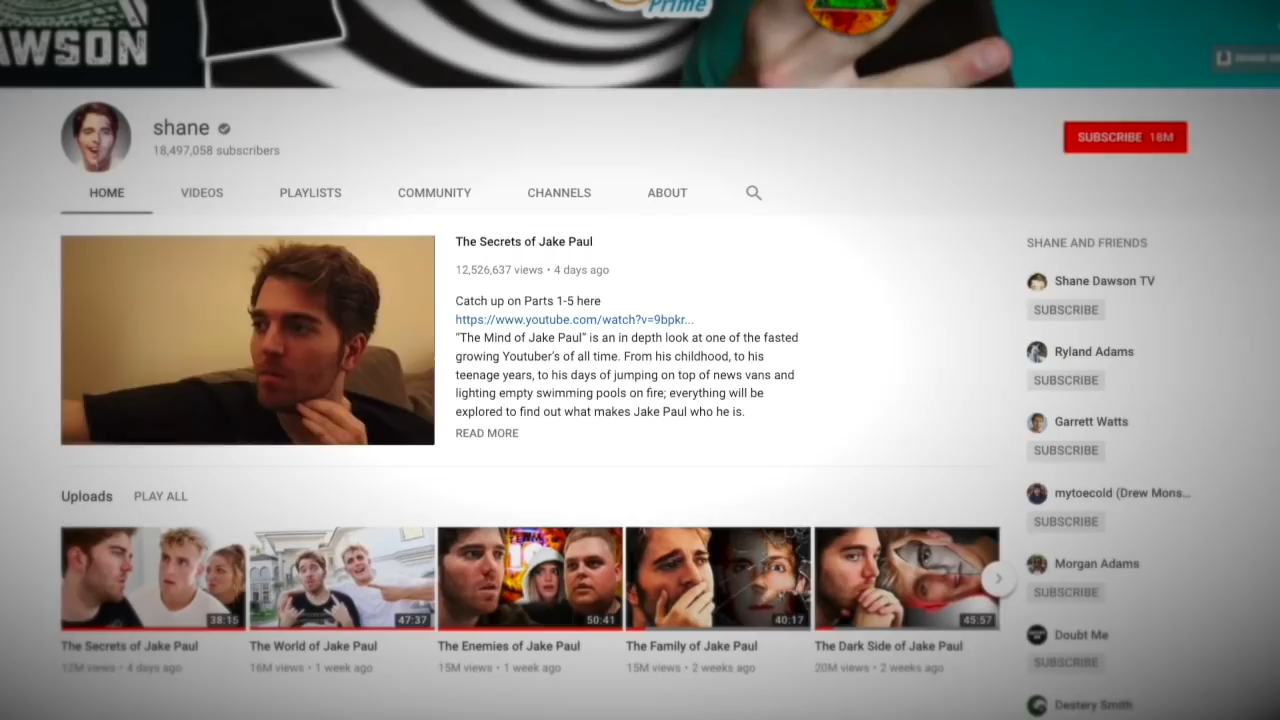 AWSON
Prime
shane
18,497,058 subscribers
SUBSCRIBE 18M
HOME
VIDEOS
PLAYLISTS
COMMUNITY
CHANNELS
ABOUT
The Secrets of Jake Paul
12,526,637 views • 4 days ago
Catch up on Parts 1-5 here
https://www.youtube.com/watch?v=9bpkr...
“The Mind of Jake Paul” is an in depth look at one of the fasted
growing Youtuber’s of all time. From his childhood, to his
teenage years, to his days of jumping on top of news vans and
lighting empty swimming pools on fire; everything will be
explored to find out what makes Jake Paul who he is.
READ MORE
SHANE AND FRIENDS
Shane Dawson TV
SUBSCRIBE
Ryland Adams
SUBSCRIBE
Garrett Watts
SUBSCRIBE
mytoecold (Drew Mons...
SUBSCRIBE
Morgan Adams
SUBSCRIBE
Doubt Me
SUBSCRIBE
Destery Smith
Uploads PLAY ALL
38:15
47:37
50:41
40:17
45:57
The Secrets of Jake Paul
12M views • 4 days ago
The World of Jake Paul
16M views • 1 week ago
The Enemies of Jake Paul
15M views • 1 week ago
The Family of Jake Paul
15M views • 2 weeks ago
The Dark Side of Jake Paul
20M views • 2 weeks ago